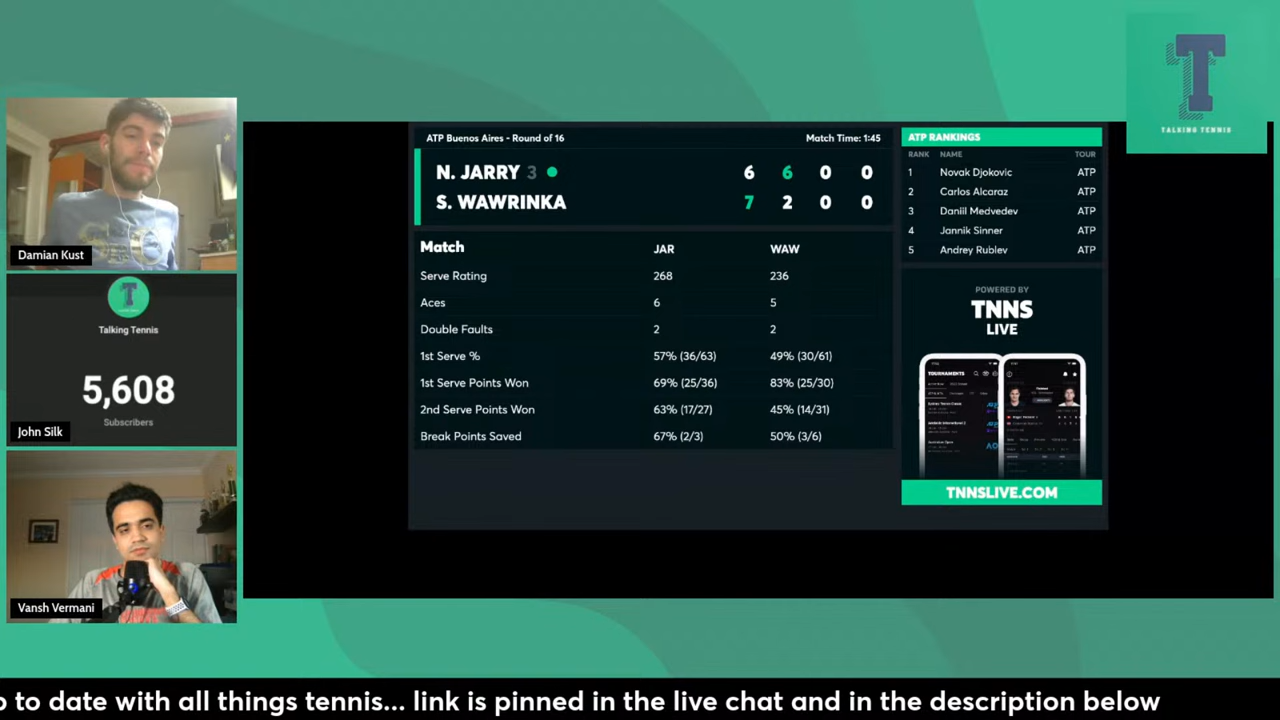 T
TALKING TENNIS
Damian Kust
T
Talking Tennis
5,608
Subscribers
John Silk
Vansh Vermani
ATP Buenos Aires - Round of 16 Match Time: 1:45
N. JARRY 3 6 6 0 0
S. WAWRINKA 7 2 0 0
Match JAR WAW
Serve Rating 268 236
Aces 6 5
Double Faults 2 2
1st Serve % 57% (36/63) 49% (30/61)
1st Serve Points Won 69% (25/36) 83% (25/30)
2nd Serve Points Won 63% (17/27) 45% (14/31)
Break Points Saved 67% (2/3) 50% (3/6)
ATP RANKINGS
RANK NAME TOUR
1 Novak Djokovic ATP
2 Carlos Alcaraz ATP
3 Daniil Medvedev ATP
4 Jannik Sinner ATP
5 Andrey Rublev ATP
POWERED BY
TNNS
LIVE
TOURNAMENTS
TNNSLIVE.COM
to date with all things tennis... link is pinned in the live chat and in the description below